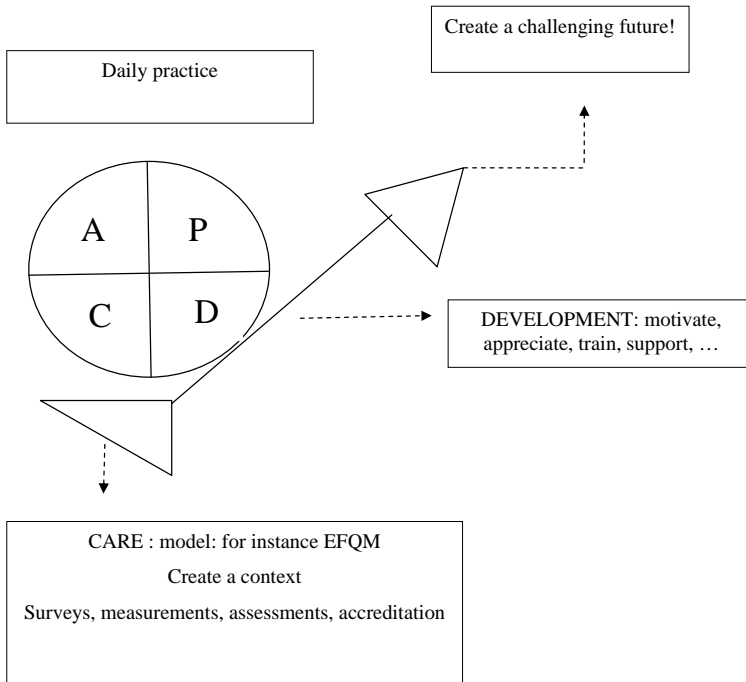 Create a challenging future!
Daily practice
A P
C D
DEVELOPMENT: motivate,
appreciate, train, support, …
CARE : model: for instance EFQM
Create a context
Surveys, measurements, assessments, accreditation